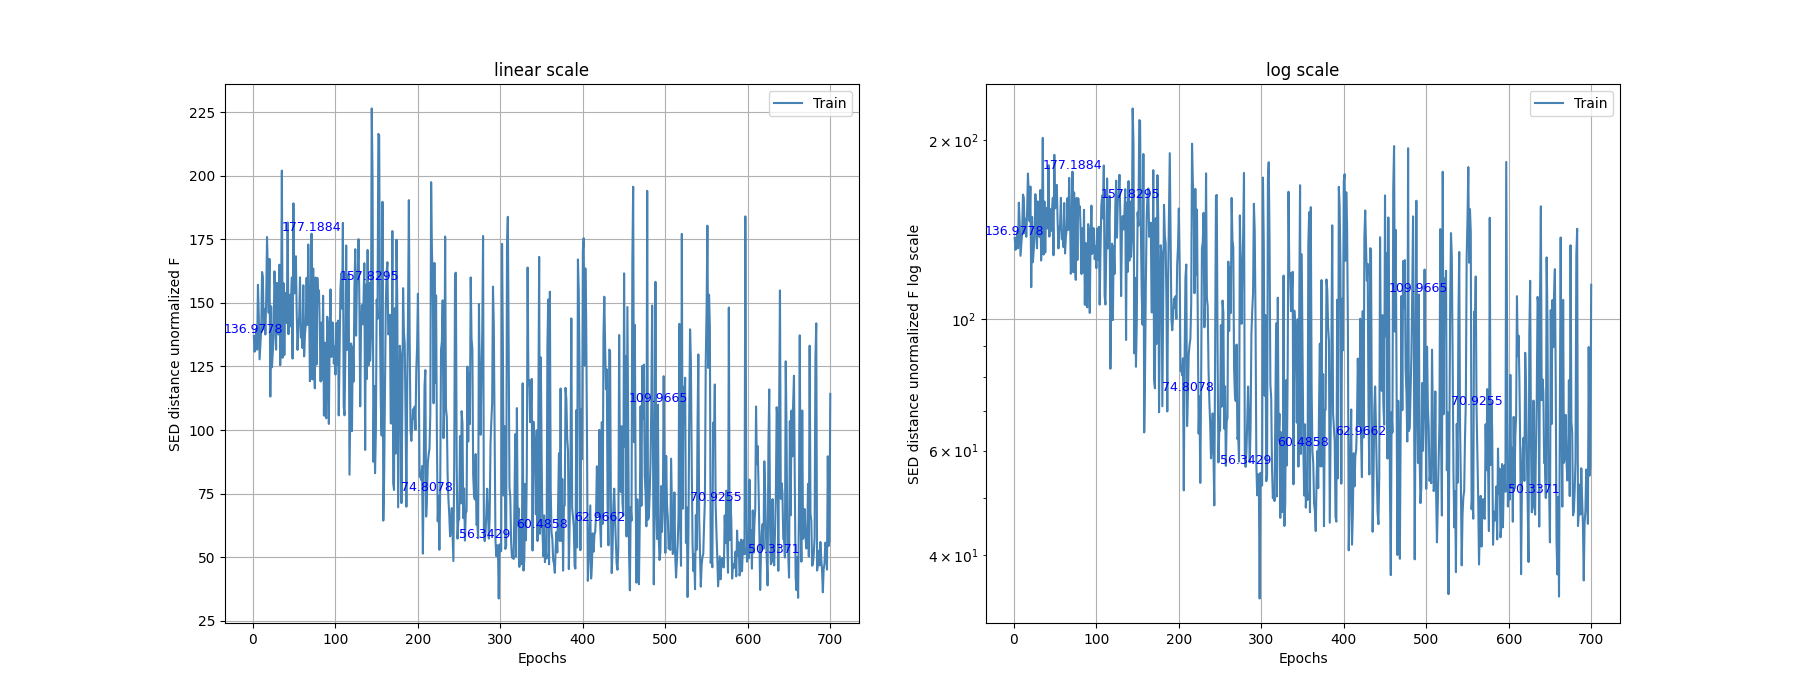 linear scale
SED distance unormalized F
225
200
175
150
125
100
75
50
25
Train
136.9778
177.1884
157.8295
74.8078
56.3429
60.4858
62.9662
109.9665
70.9255
50.3371
0 100 200 300 400 500 600 700
Epochs
log scale
SED distance unormalized F log scale
2 × 10²
10²
6 × 10¹
4 × 10¹
Train
136.9778
177.1884
157.8295
74.8078
56.3429
60.4858
62.9662
109.9665
70.9255
50.3371
0 100 200 300 400 500 600 700
Epochs